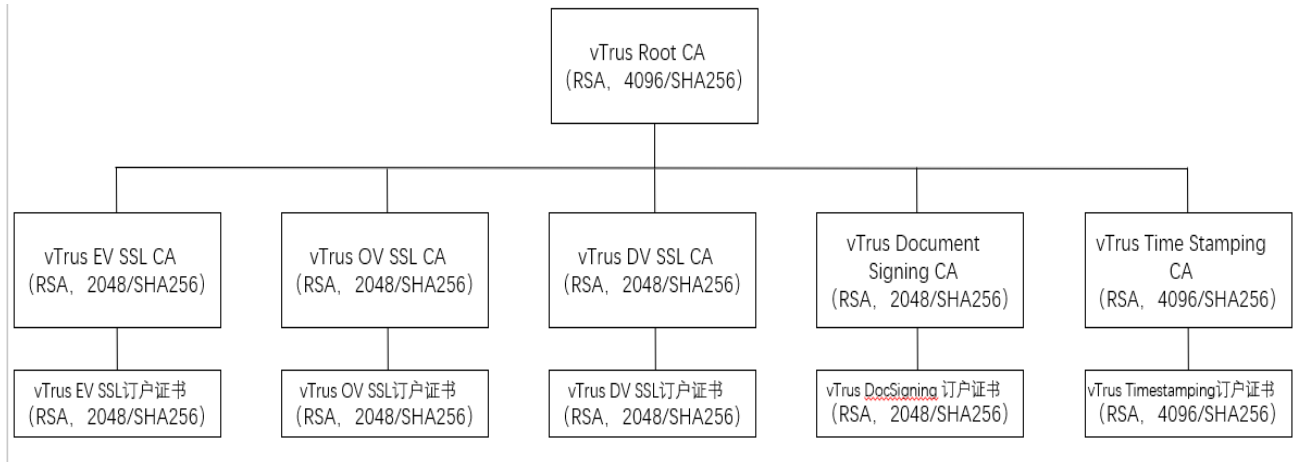 vTrus Root CA
(RSA，4096/SHA256)
vTrus EV SSL CA
(RSA，2048/SHA256)
vTrus OV SSL CA
(RSA，2048/SHA256)
vTrus DV SSL CA
(RSA，2048/SHA256)
vTrus Document
Signing CA
(RSA，2048/SHA256)
vTrus Time Stamping
CA
(RSA，4096/SHA256)
vTrus EV SSL订户证书
(RSA，2048/SHA256)
vTrus OV SSL订户证书
(RSA，2048/SHA256)
vTrus DV SSL订户证书
(RSA，2048/SHA256)
vTrus DocSigning 订户证书
(RSA，2048/SHA256)
vTrus Timestamping订户证书
(RSA，4096/SHA256)